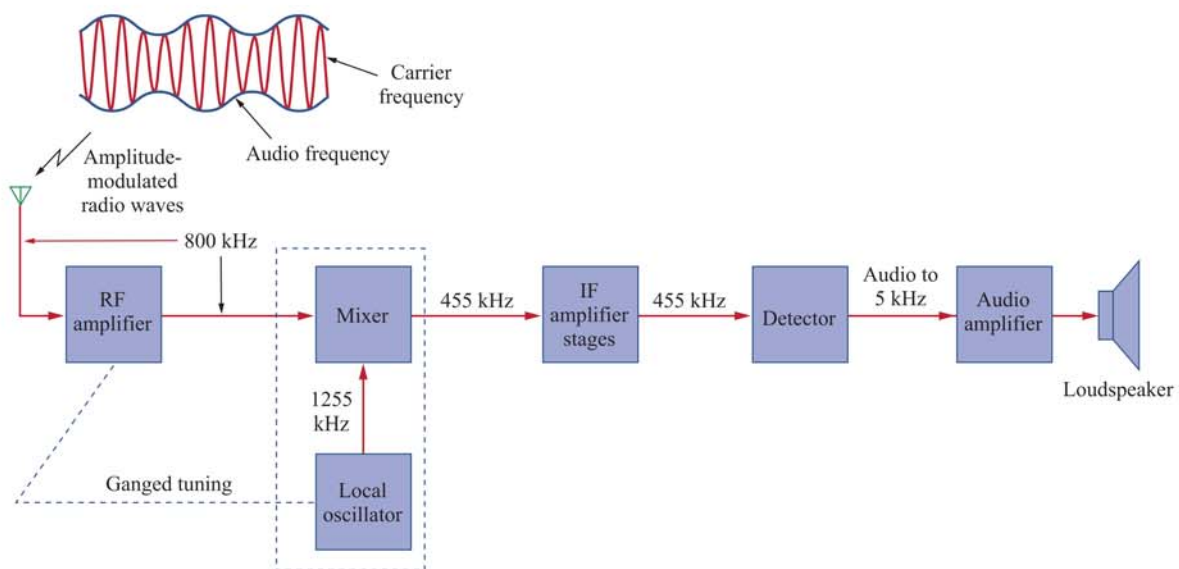 Carrier
frequency
Audio frequency
Amplitude-
modulated
radio waves
800 kHz
RF
amplifier
Mixer
455 kHz
IF
amplifier
stages
455 kHz
Detector
Audio to
5 kHz
Audio
amplifier
Loudspeaker
1255
kHz
Ganged tuning
Local
oscillator